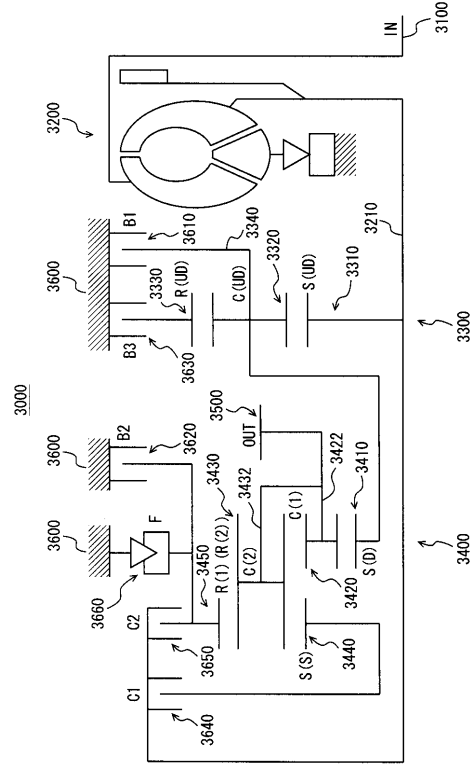 3000
IN
3100
3200
3210
3600
B1
3610
3340
3330
R (UD)
C (UD)
3320
S (UD)
3310
3300
B3
3630
3600
B2
3620
3500
OUT
3600
F
3660
3430
3432
3450
R (1) (R (2))
C (2)
C (1)
3422
3410
3420
S (D)
3400
C2
3650
C1
3640
S (S)
3440